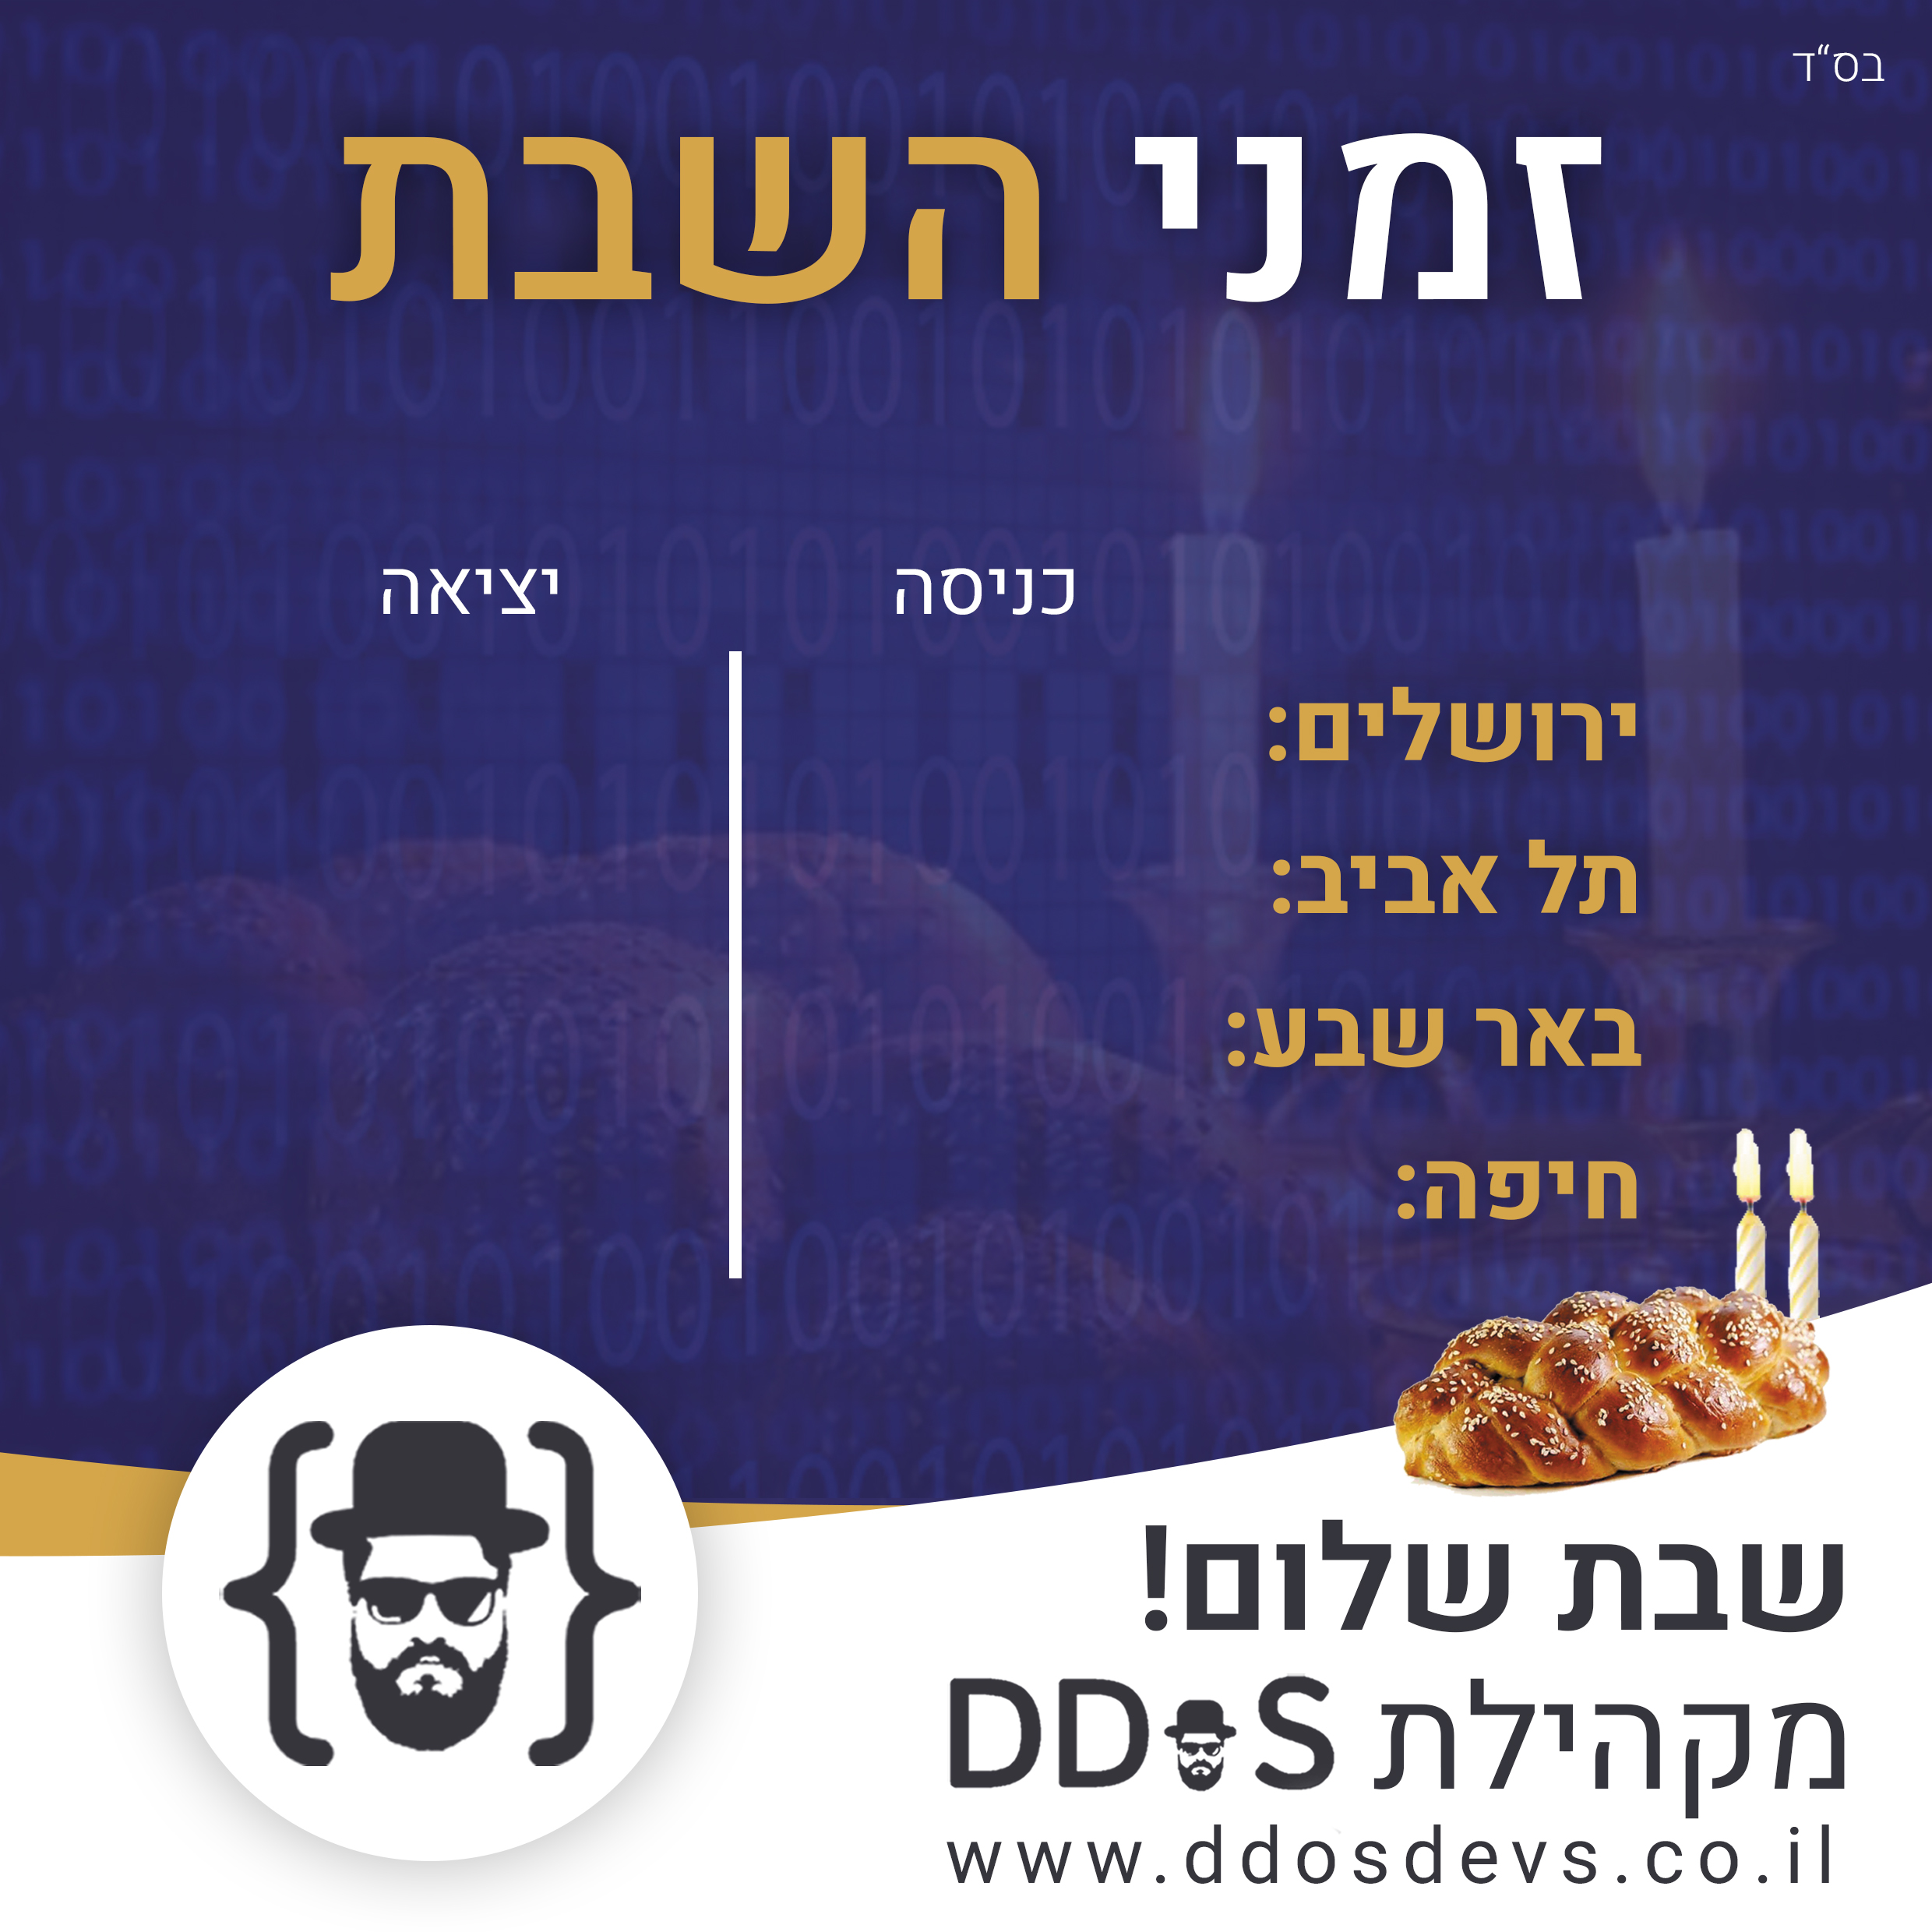 בס“ד
זמני השבת
כניסה יציאה
ירושלים:
תל אביב:
באר שבע:
חיפה:
שבת שלום!
מקהילת DDoS
www.ddosdevs.co.il